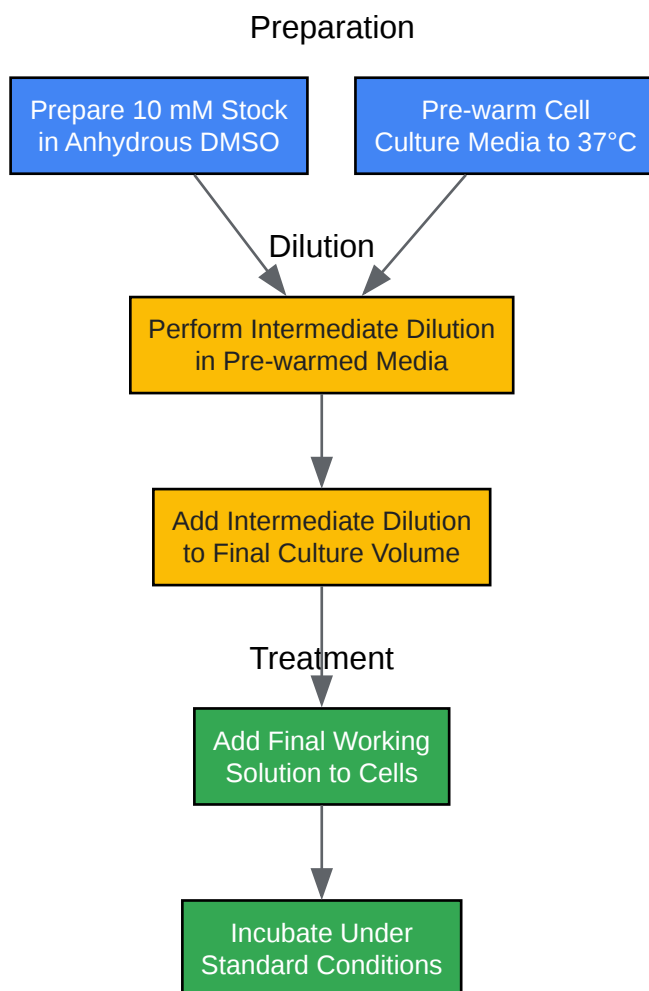 Preparation
Prepare 10 mM Stock
in Anhydrous DMSO
Pre-warm Cell
Culture Media to 37°C
Dilution
Perform Intermediate Dilution
in Pre-warmed Media
Add Intermediate Dilution
to Final Culture Volume
Treatment
Add Final Working
Solution to Cells
Incubate Under
Standard Conditions